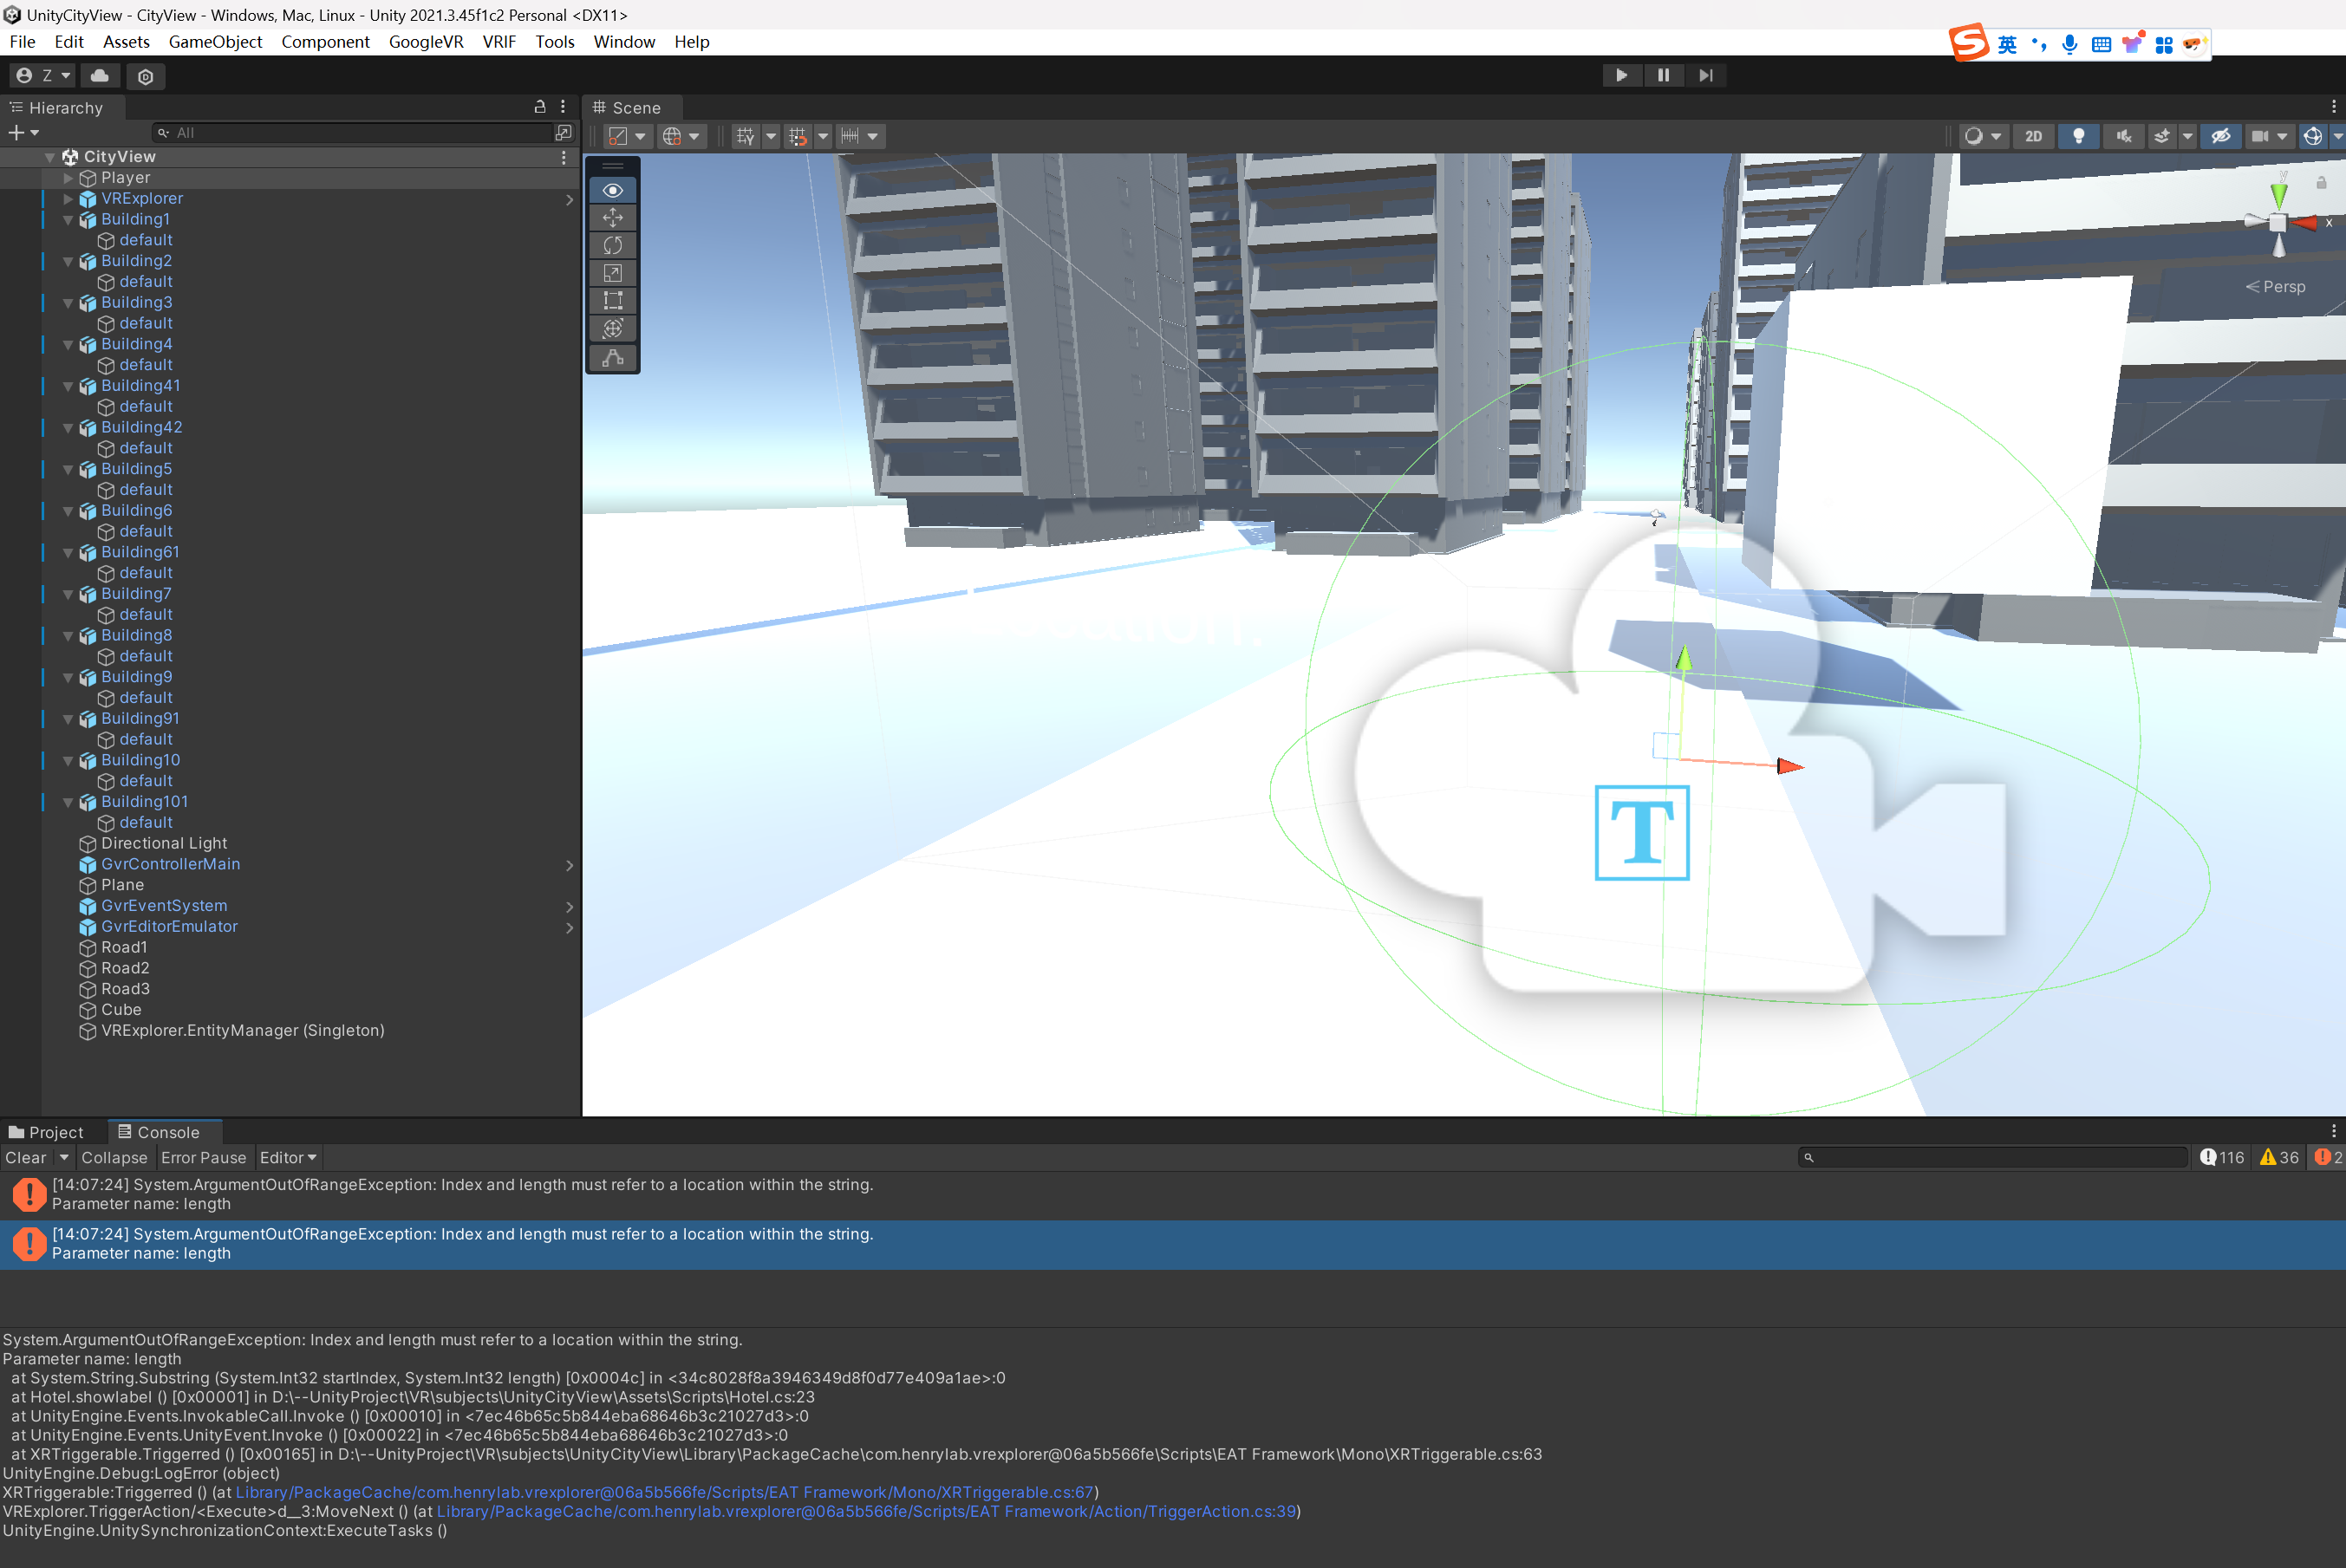 UnityCityView - CityView - Windows, Mac, Linux - Unity 2021.3.45f1c2 Personal <DX11>
File Edit Assets GameObject Component GoogleVR VRIF Tools Window Help
英
Z
Hierarchy
All
CityView
Player
VRExplorer
Building1
default
Building2
default
Building3
default
Building4
default
Building41
default
Building42
default
Building5
default
Building6
default
Building61
default
Building7
default
Building8
default
Building9
default
Building91
default
Building10
default
Building101
default
Directional Light
GvrControllerMain
Plane
GvrEventSystem
GvrEditorEmulator
Road1
Road2
Road3
Cube
VRExplorer.EntityManager (Singleton)
Scene
2D
y
x
Persp
T
Project Console
Clear Collapse Error Pause Editor 116 36 2
[14:07:24] System.ArgumentOutOfRangeException: Index and length must refer to a location within the string.
Parameter name: length
[14:07:24] System.ArgumentOutOfRangeException: Index and length must refer to a location within the string.
Parameter name: length
System.ArgumentOutOfRangeException: Index and length must refer to a location within the string.
Parameter name: length
at System.String.Substring (System.Int32 startIndex, System.Int32 length) [0x0004c] in <34c8028f8a3946349d8f0d77e409a1ae>:0
at Hotel.showlabel () [0x00001] in D:\--UnityProject\VR\subjects\UnityCityView\Assets\Scripts\Hotel.cs:23
at UnityEngine.Events.InvokableCall.Invoke () [0x00010] in <7ec46b65c5b844eba68646b3c21027d3>:0
at UnityEngine.Events.UnityEvent.Invoke () [0x00022] in <7ec46b65c5b844eba68646b3c21027d3>:0
at XRTriggerable.Triggerred () [0x00165] in D:\--UnityProject\VR\subjects\UnityCityView\Library\PackageCache\com.henrylab.vrexplorer@06a5b566fe\Scripts\EAT Framework\Mono\XRTriggerable.cs:63
UnityEngine.Debug:LogError (object)
XRTriggerable:Triggerred () (at Library/PackageCache/com.henrylab.vrexplorer@06a5b566fe/Scripts/EAT Framework/Mono/XRTriggerable.cs:67)
VRExplorer.TriggerAction/<Execute>d__3:MoveNext () (at Library/PackageCache/com.henrylab.vrexplorer@06a5b566fe/Scripts/EAT Framework/Action/TriggerAction.cs:39)
UnityEngine.UnitySynchronizationContext:ExecuteTasks ()